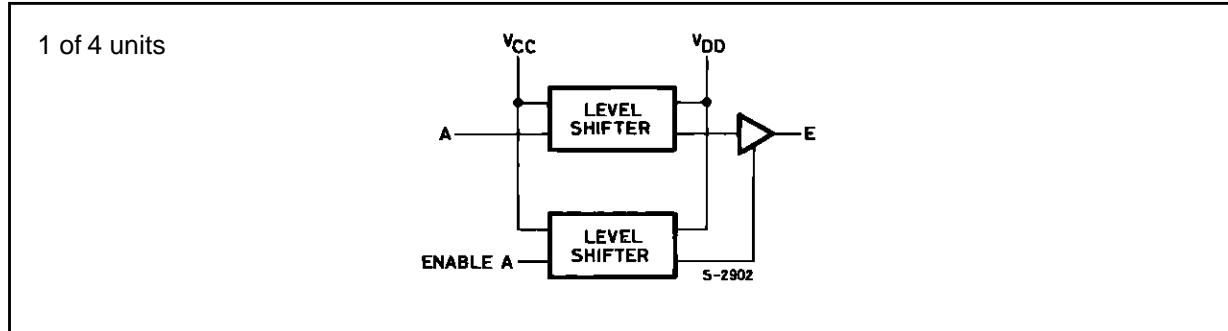 1 of 4 units
VCC
VDD
LEVEL
SHIFTER
A
E
LEVEL
SHIFTER
ENABLE A
S-2902